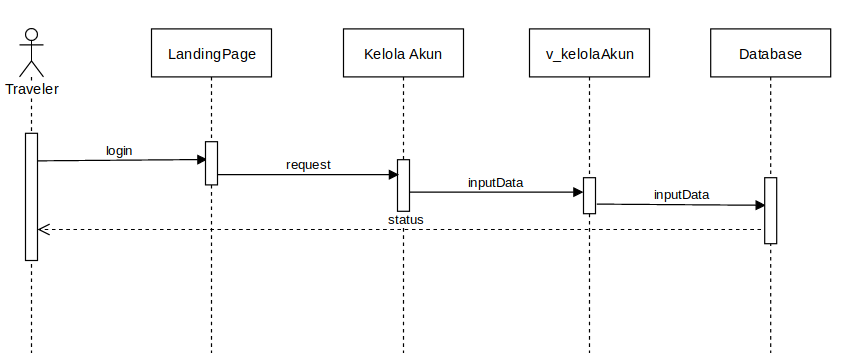 Traveler
LandingPage
Kelola Akun
v_kelolaAkun
Database
login
request
inputData
inputData
status